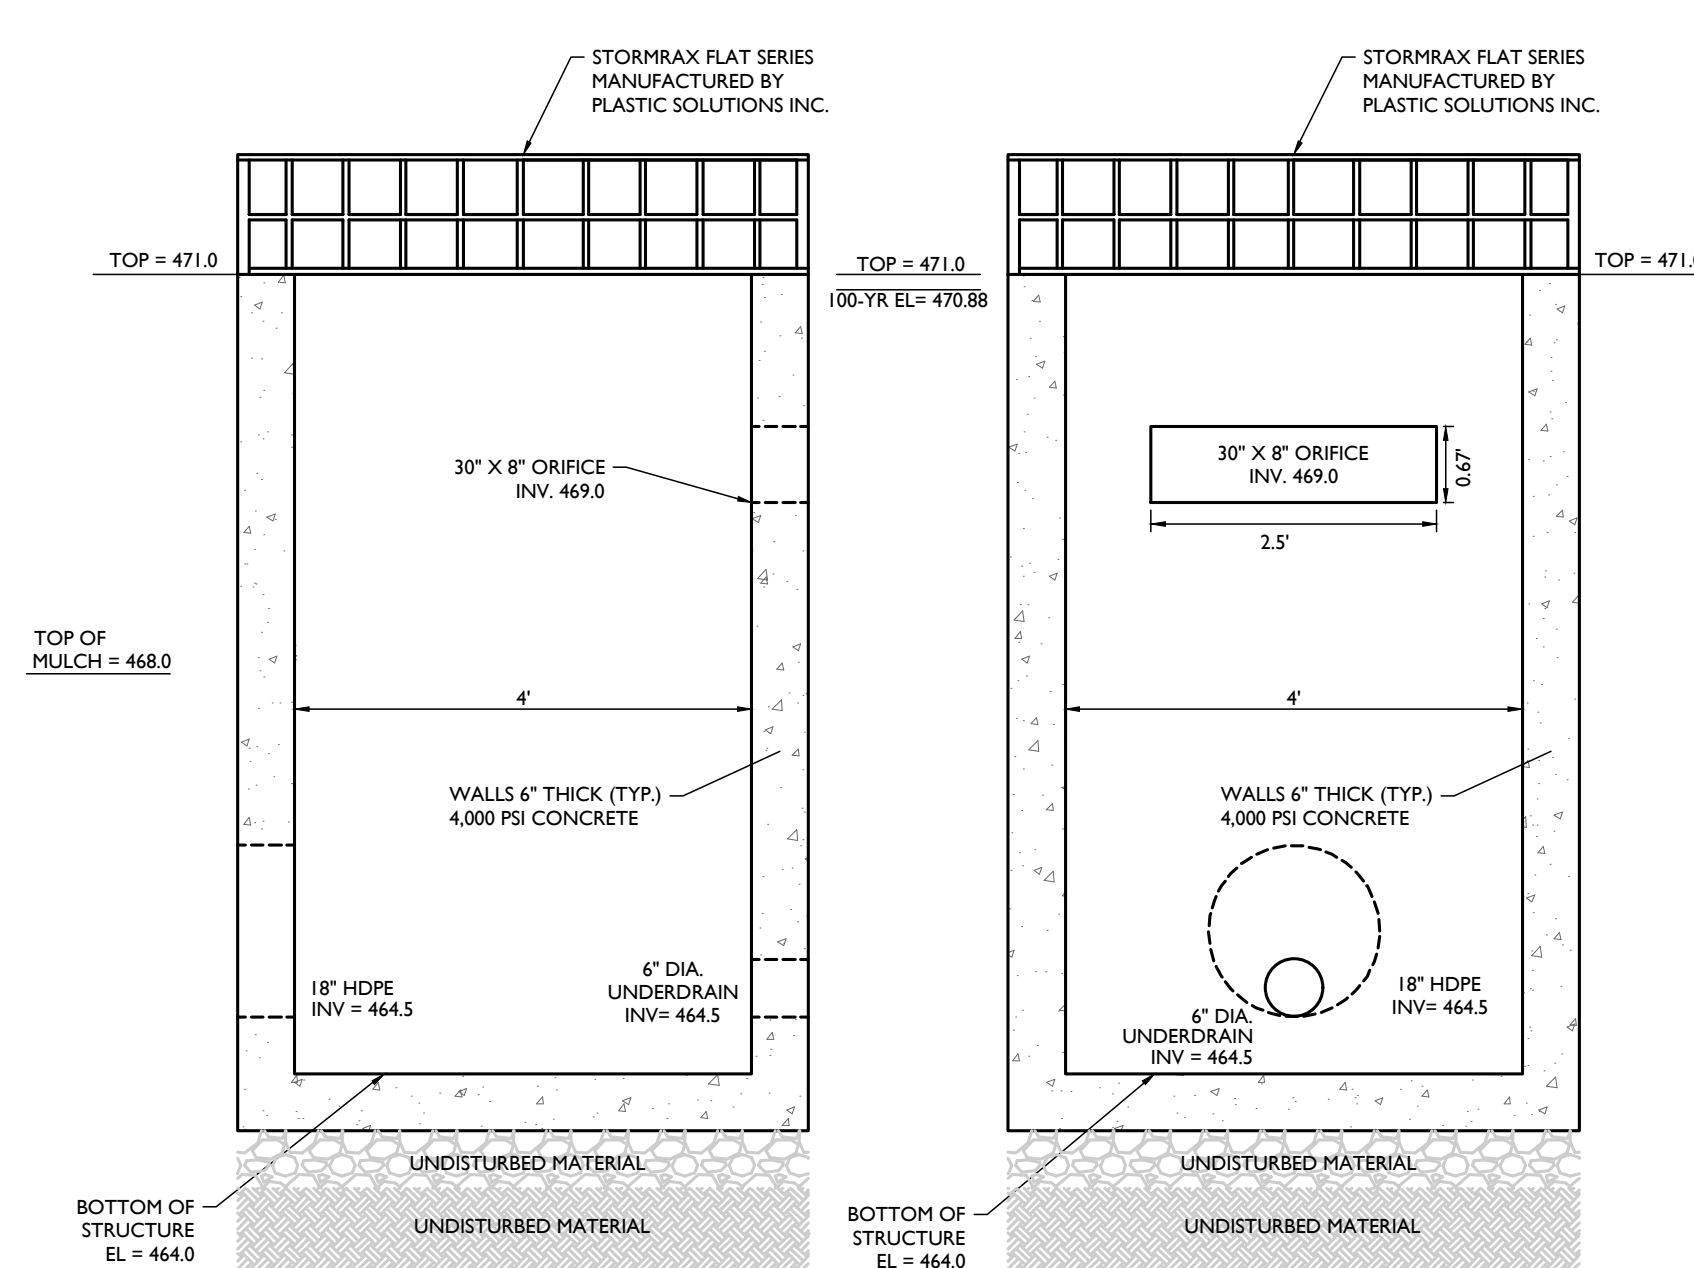 STORMRAX FLAT SERIES
MANUFACTURED BY
PLASTIC SOLUTIONS INC.
TOP = 471.0
30" X 8" ORIFICE
INV. 469.0
TOP OF
MULCH = 468.0
4'
WALLS 6" THICK (TYP.)
4,000 PSI CONCRETE
18" HDPE
INV = 464.5
6" DIA.
UNDERDRAIN
INV= 464.5
UNDISTURBED MATERIAL
BOTTOM OF
STRUCTURE
EL = 464.0
UNDISTURBED MATERIAL
STORMRAX FLAT SERIES
MANUFACTURED BY
PLASTIC SOLUTIONS INC.
TOP = 471.0
100-YR EL= 470.88
TOP = 471.0
30" X 8" ORIFICE
INV. 469.0
0.67'
2.5'
4'
WALLS 6" THICK (TYP.)
4,000 PSI CONCRETE
18" HDPE
INV= 464.5
6" DIA.
UNDERDRAIN
INV = 464.5
UNDISTURBED MATERIAL
BOTTOM OF
STRUCTURE
EL = 464.0
UNDISTURBED MATERIAL